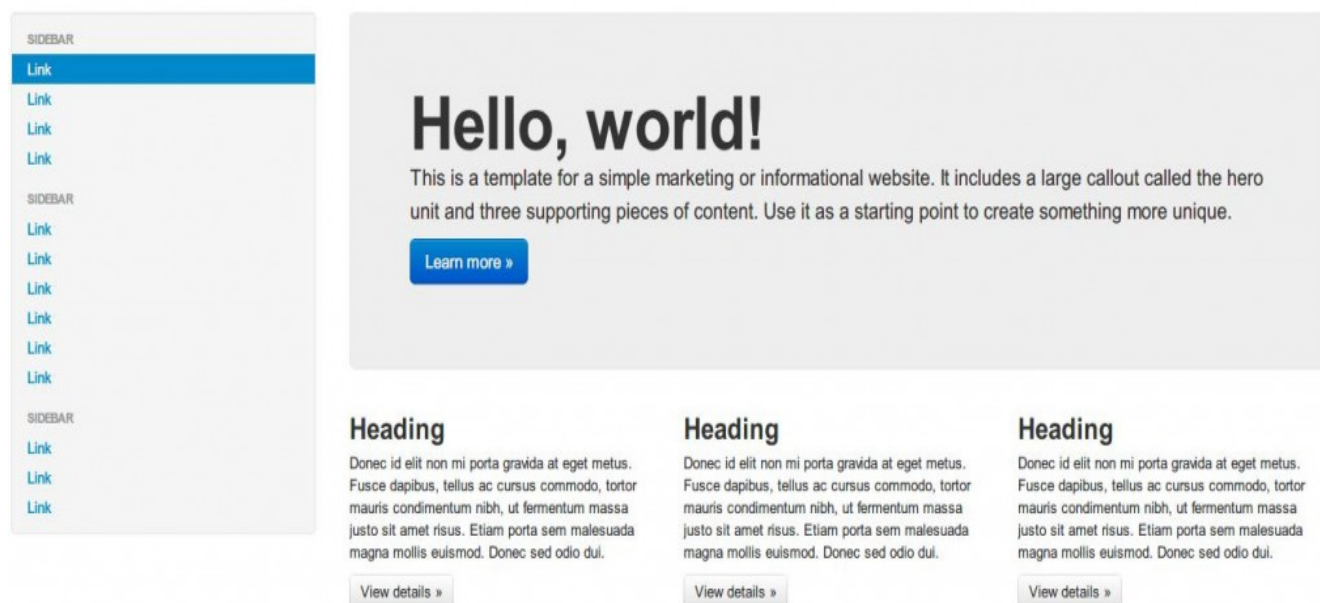 SIDEBAR
Link
Link
Link
Link
SIDEBAR
Link
Link
Link
Link
Link
Link
SIDEBAR
Link
Link
Link
Hello, world!
This is a template for a simple marketing or informational website. It includes a large callout called the hero
unit and three supporting pieces of content. Use it as a starting point to create something more unique.
Learn more »
Heading
Donec id elit non mi porta gravida at eget metus.
Fusce dapibus, tellus ac cursus commodo, tortor
mauris condimentum nibh, ut fermentum massa
justo sit amet risus. Etiam porta sem malesuada
magna mollis euismod. Donec sed odio dui.
View details »
Heading
Donec id elit non mi porta gravida at eget metus.
Fusce dapibus, tellus ac cursus commodo, tortor
mauris condimentum nibh, ut fermentum massa
justo sit amet risus. Etiam porta sem malesuada
magna mollis euismod. Donec sed odio dui.
View details »
Heading
Donec id elit non mi porta gravida at eget metus.
Fusce dapibus, tellus ac cursus commodo, tortor
mauris condimentum nibh, ut fermentum massa
justo sit amet risus. Etiam porta sem malesuada
magna mollis euismod. Donec sed odio dui.
View details »